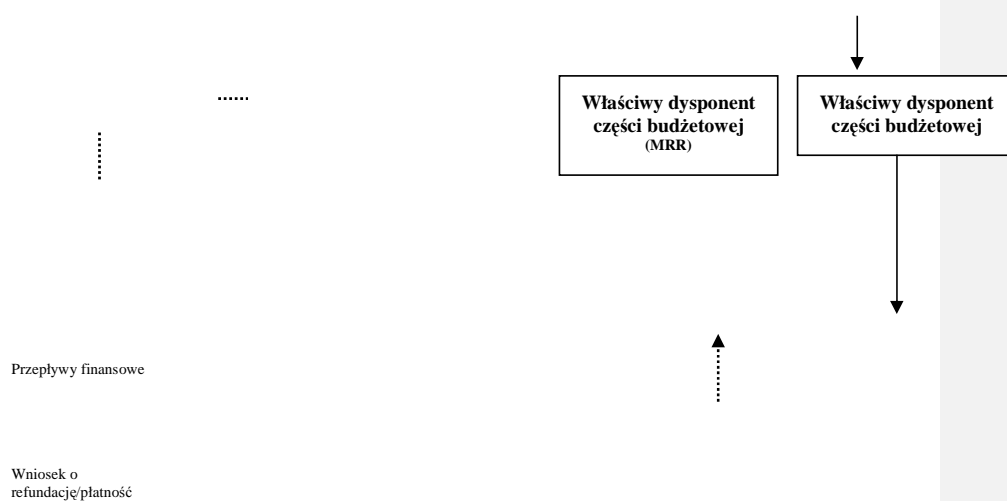 Właściwy dysponent
części budżetowej
(MRR)
Właściwy dysponent
części budżetowej
Przepływy finansowe
Wniosek o
refundację/płatność